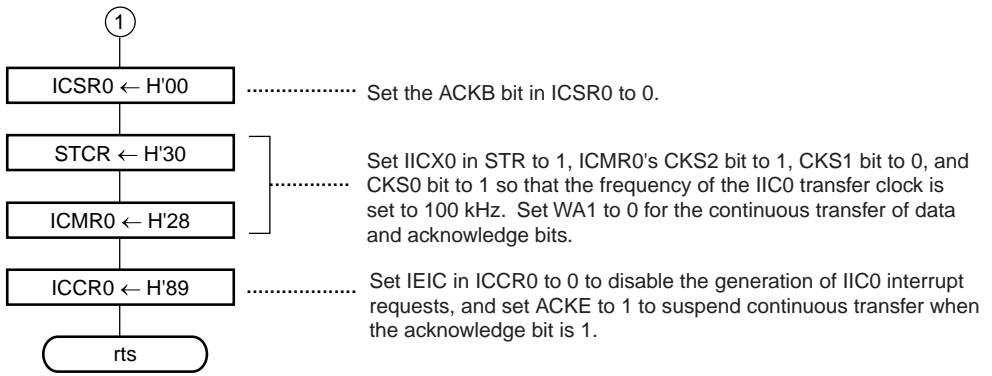 1
ICSR0 ← H'00
Set the ACKB bit in ICSR0 to 0.
STCR ← H'30
ICMR0 ← H'28
Set IICX0 in STR to 1, ICMR0's CKS2 bit to 1, CKS1 bit to 0, and
CKS0 bit to 1 so that the frequency of the IIC0 transfer clock is
set to 100 kHz. Set WA1 to 0 for the continuous transfer of data
and acknowledge bits.
ICCR0 ← H'89
Set IEIC in ICCR0 to 0 to disable the generation of IIC0 interrupt
requests, and set ACKE to 1 to suspend continuous transfer when
the acknowledge bit is 1.
rts